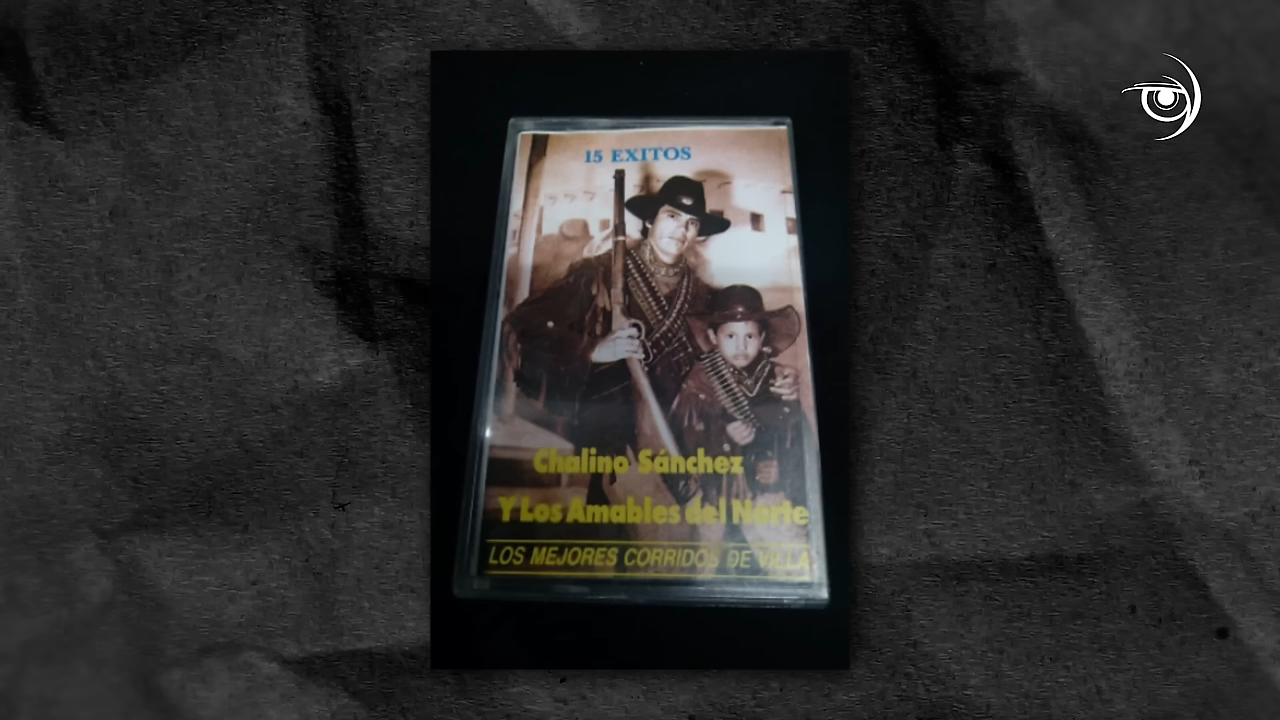 15 EXITOS
Chalino Sánchez
Y Los Amables del Norte
LOS MEJORES CORRIDOS DE VILLA